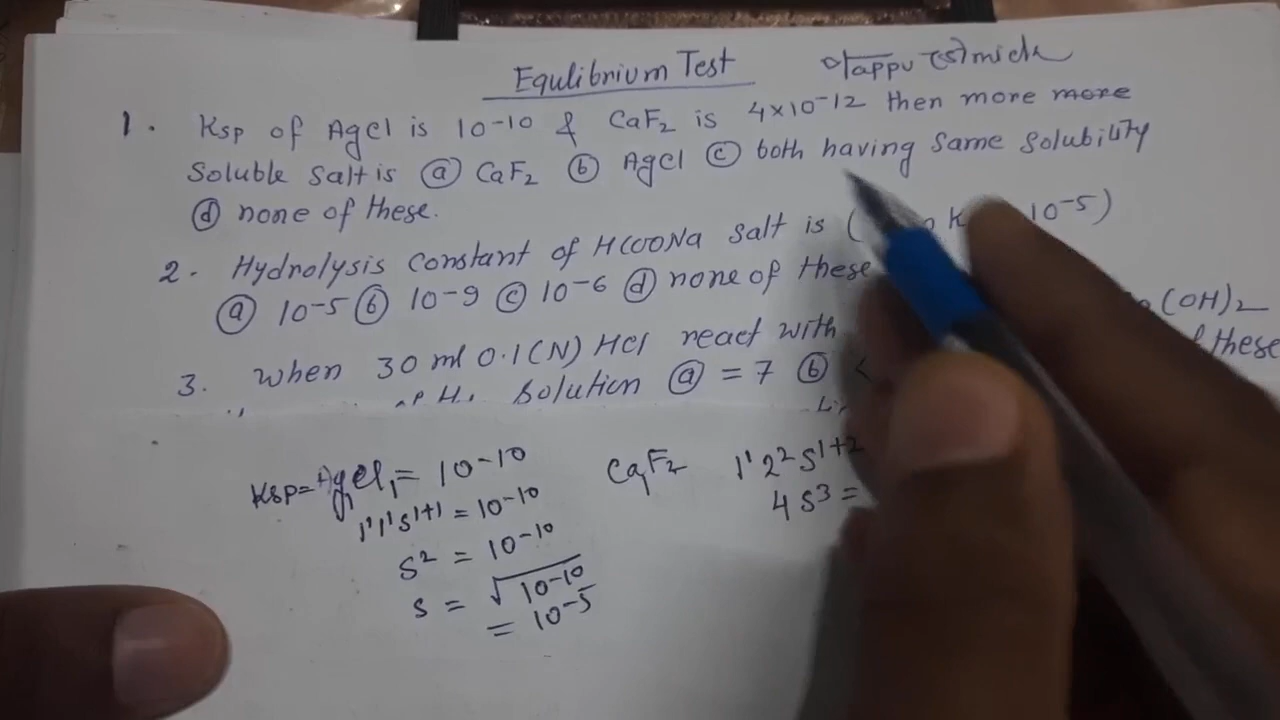 Equlibrium Test
1. Ksp of Agcl is 10-10 & CaF2 is 4×10-12 then more more
Soluble salt is ⓐ CaF2 ⓑ Agcl ⓒ both having same solubility
ⓓ none of these.
2. Hydrolysis constant of HCOONa salt is ( K 10-5)
ⓐ 10-5 ⓑ 10-9 ⓒ 10-6 ⓓ none of these
3. when 30 ml 0.1(N) HCl react with (OH)2
solution ⓐ = 7 ⓑ < these
Ksp = Ag1cl1 = 10-10
1¹1¹s1+1 = 10-10
s2 = 10-10
s = √10-10
= 10-5
Ca1F2 1¹2²s1+2
4s3 =